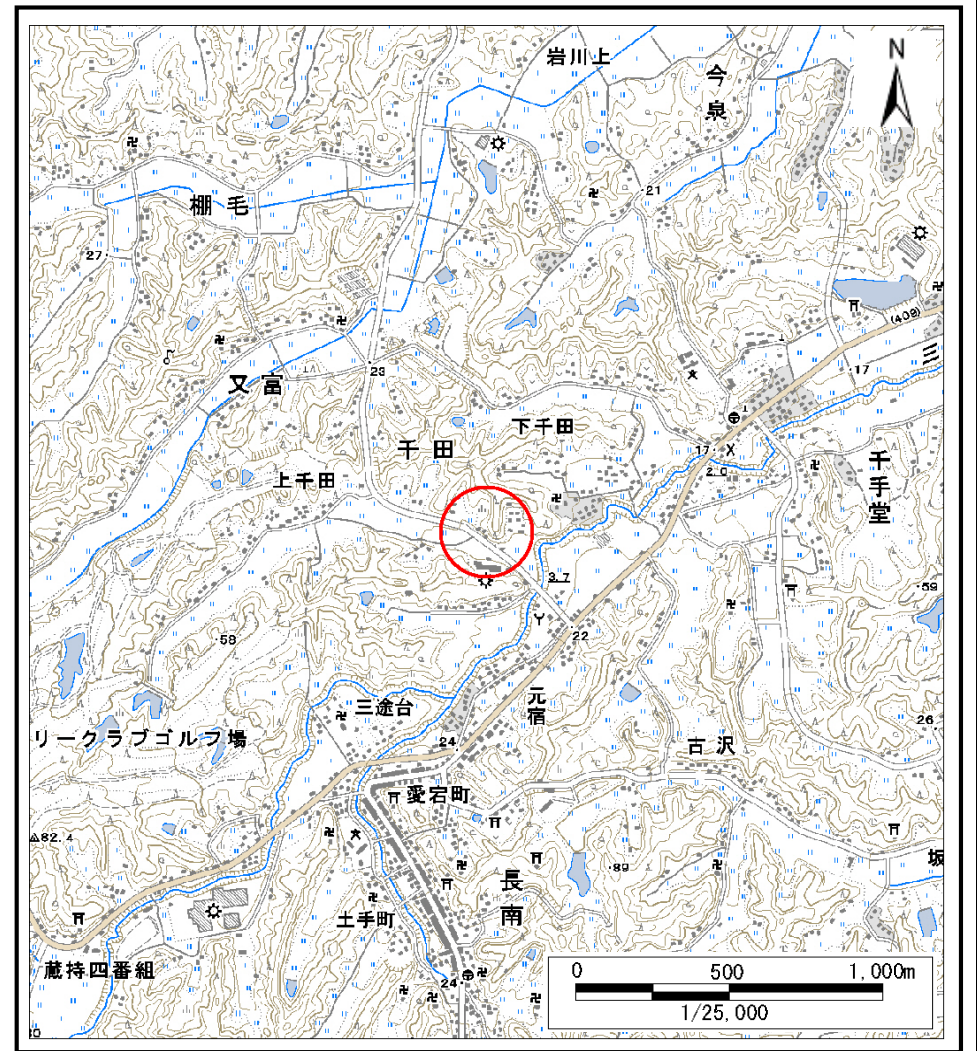 岩川上
今泉
N
棚毛
21
27
(409)
三
23
17
又富
下千田
千田
17
2.0
上千田
千手堂
3.7
59
22
58
元宿
三途台
26
リークラブゴルフ場
24
古沢
愛宕町
△82.4
89
坂
長南
土手町
蔵持四番組
24
0 500 1,000m
1/25,000